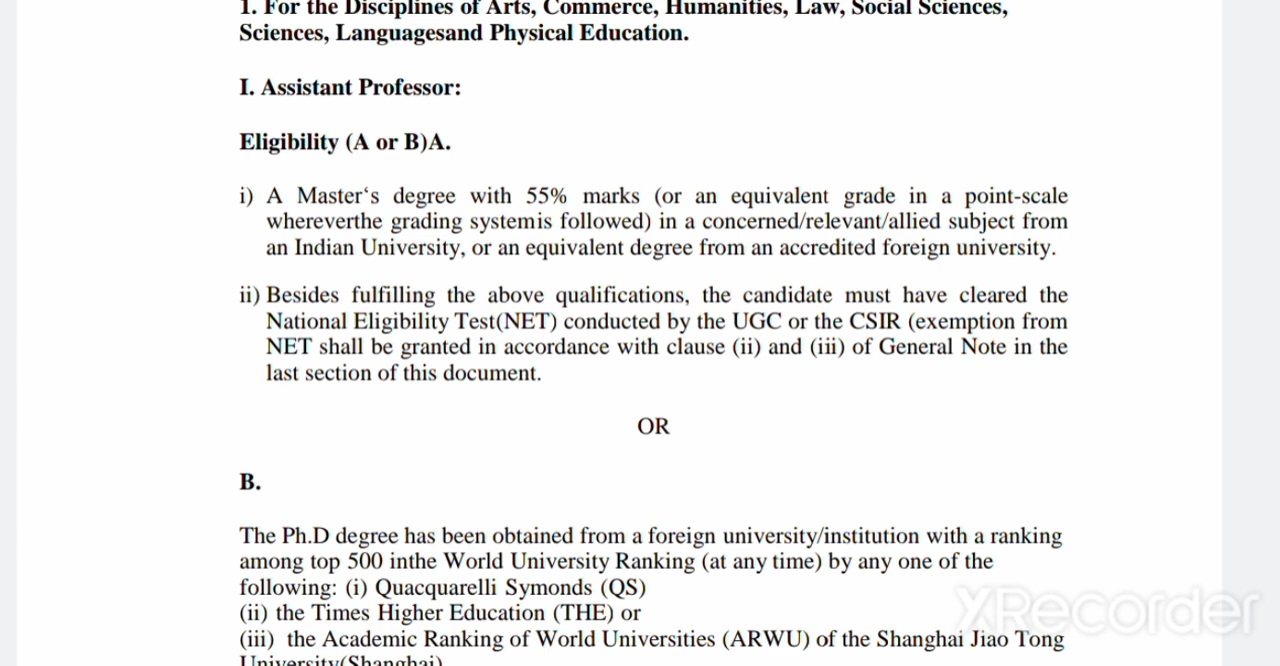 1. For the Disciplines of Arts, Commerce, Humanities, Law, Social Sciences,
Sciences, Languagesand Physical Education.
I. Assistant Professor:
Eligibility (A or B)A.
i) A Master‘s degree with 55% marks (or an equivalent grade in a point-scale
whereverthe grading systemis followed) in a concerned/relevant/allied subject from
an Indian University, or an equivalent degree from an accredited foreign university.
ii) Besides fulfilling the above qualifications, the candidate must have cleared the
National Eligibility Test(NET) conducted by the UGC or the CSIR (exemption from
NET shall be granted in accordance with clause (ii) and (iii) of General Note in the
last section of this document.
OR
B.
The Ph.D degree has been obtained from a foreign university/institution with a ranking
among top 500 inthe World University Ranking (at any time) by any one of the
following: (i) Quacquarelli Symonds (QS)
(ii) the Times Higher Education (THE) or
(iii) the Academic Ranking of World Universities (ARWU) of the Shanghai Jiao Tong
University(Shanghai)
XRecorder